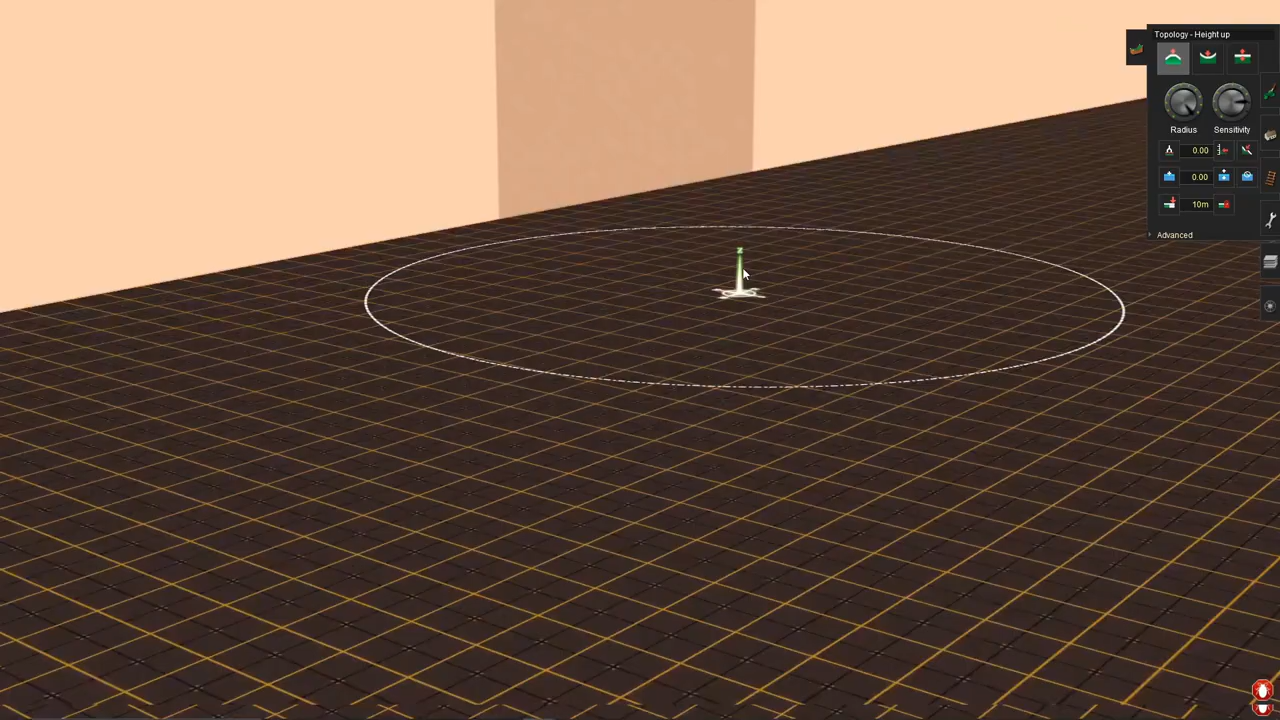 Topology - Height up
Radius
Sensitivity
0.00
0.00
10m
Advanced